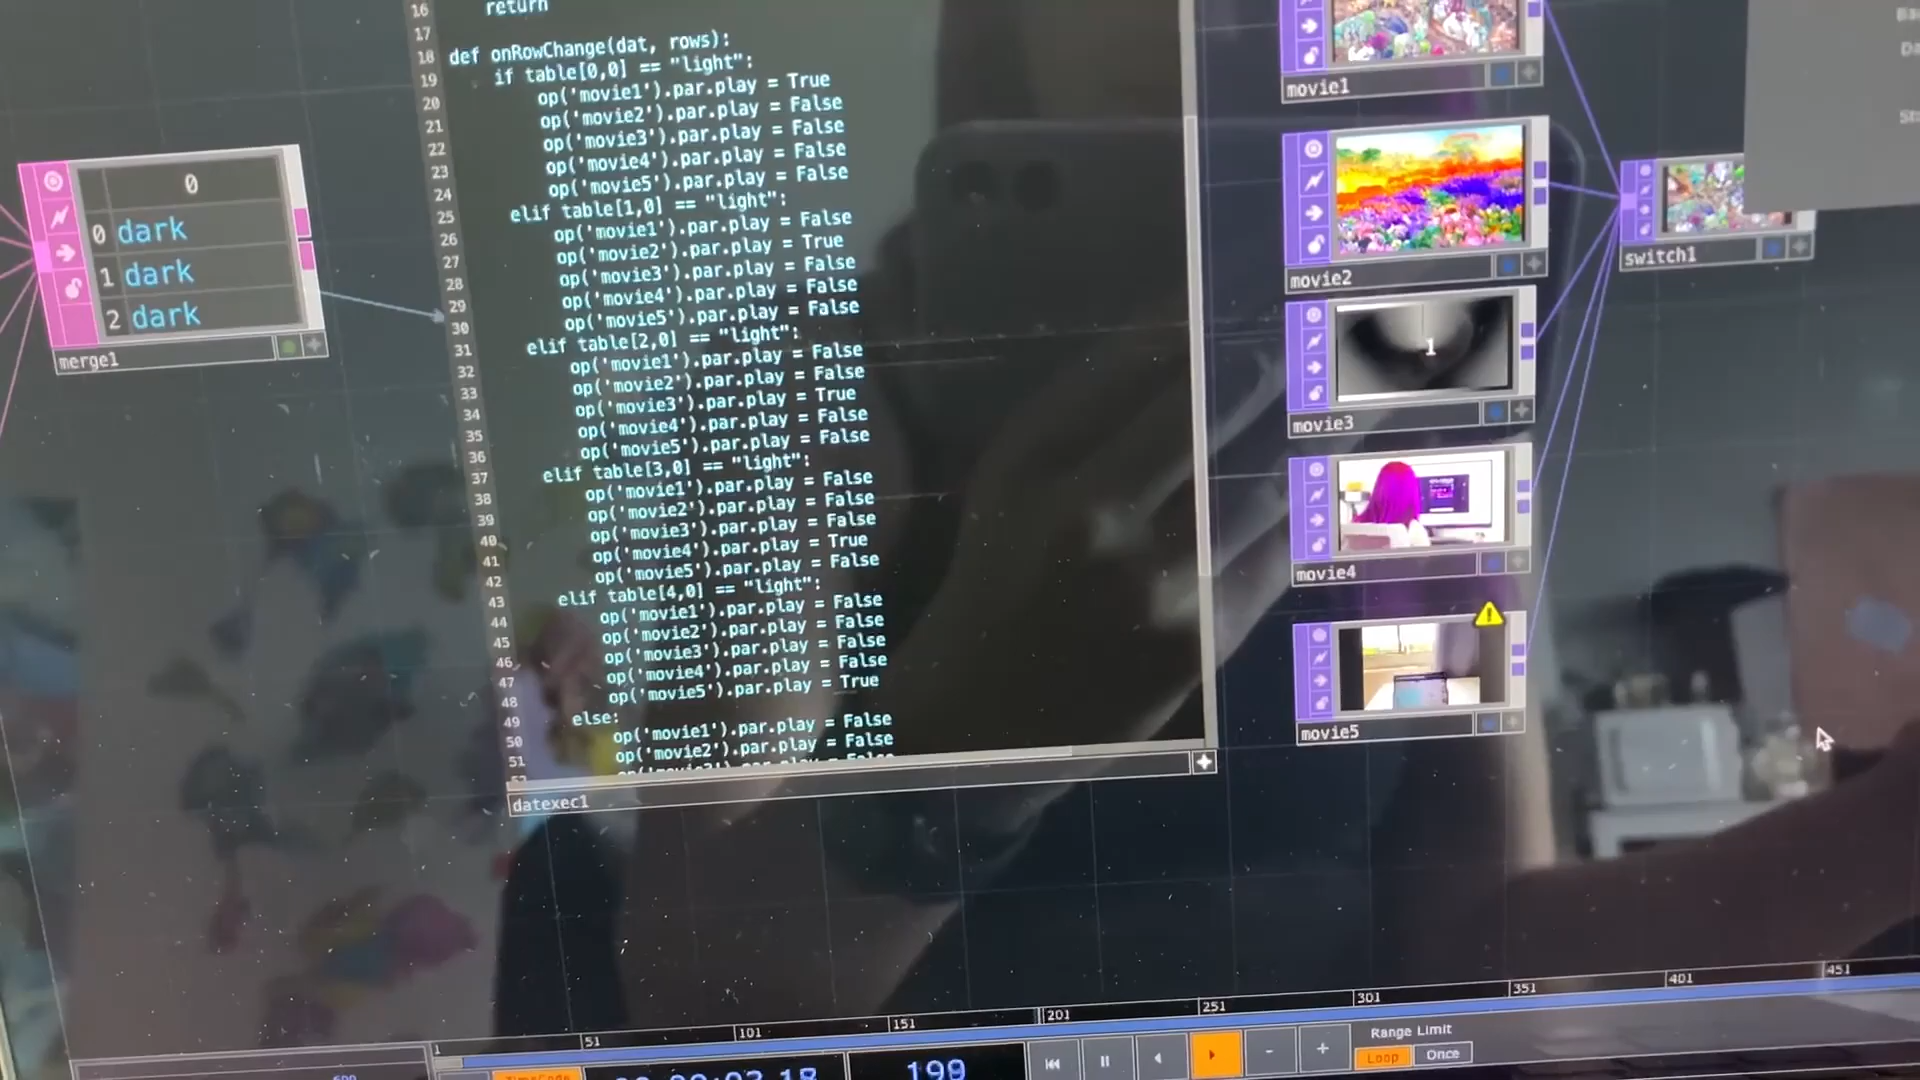 16
return
17
18 def onRowChange(dat, rows):
19 if table[0,0] == "light":
20 op('movie1').par.play = True
21 op('movie2').par.play = False
22 op('movie3').par.play = False
23 op('movie4').par.play = False
24 op('movie5').par.play = False
25 elif table[1,0] == "light":
26 op('movie1').par.play = False
27 op('movie2').par.play = True
28 op('movie3').par.play = False
29 op('movie4').par.play = False
30 op('movie5').par.play = False
31 elif table[2,0] == "light":
32 op('movie1').par.play = False
33 op('movie2').par.play = False
34 op('movie3').par.play = True
35 op('movie4').par.play = False
36 op('movie5').par.play = False
37 elif table[3,0] == "light":
38 op('movie1').par.play = False
39 op('movie2').par.play = False
40 op('movie3').par.play = False
41 op('movie4').par.play = True
42 op('movie5').par.play = False
43 elif table[4,0] == "light":
44 op('movie1').par.play = False
45 op('movie2').par.play = False
46 op('movie3').par.play = False
47 op('movie4').par.play = False
48 op('movie5').par.play = True
49 else:
50 op('movie1').par.play = False
51 op('movie2').par.play = False
datexec1
0
0 dark
1 dark
2 dark
merge1
movie1
movie2
1
movie3
movie4
movie5
switch1
1 51 101 151 201 251 301 351 401 451
600
TimeCode
199
Range Limit
Loop Once